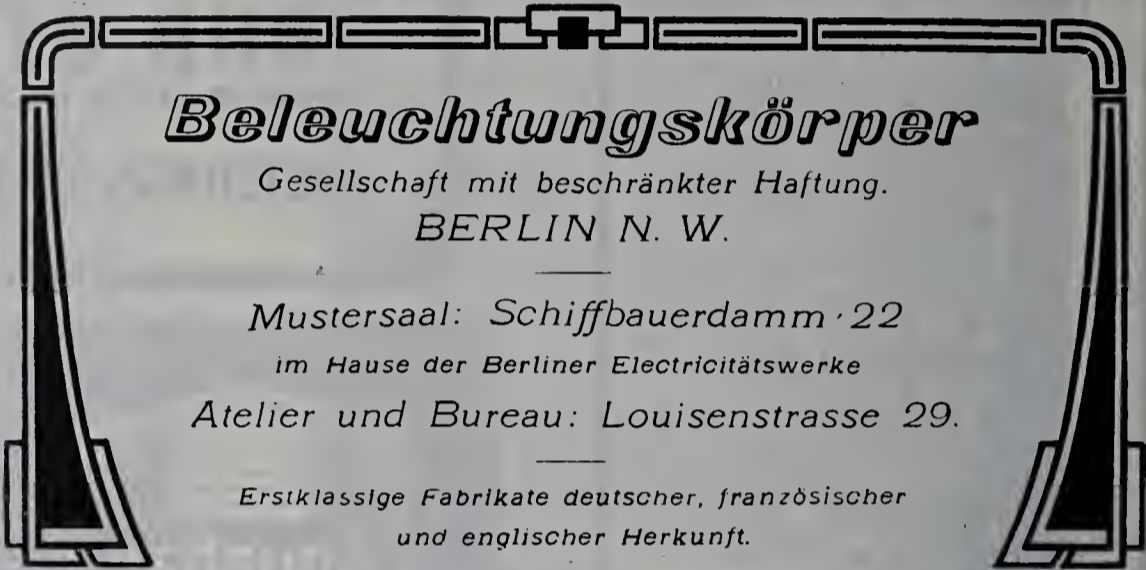 Beleuchtungskörper
Gesellschaft mit beschränkter Haftung.
BERLIN N. W.
Mustersaal: Schiffbauerdamm 22
im Hause der Berliner Electricitätswerke
Atelier und Bureau: Louisenstrasse 29.
Erstklassige Fabrikate deutscher, französischer
und englischer Herkunft.